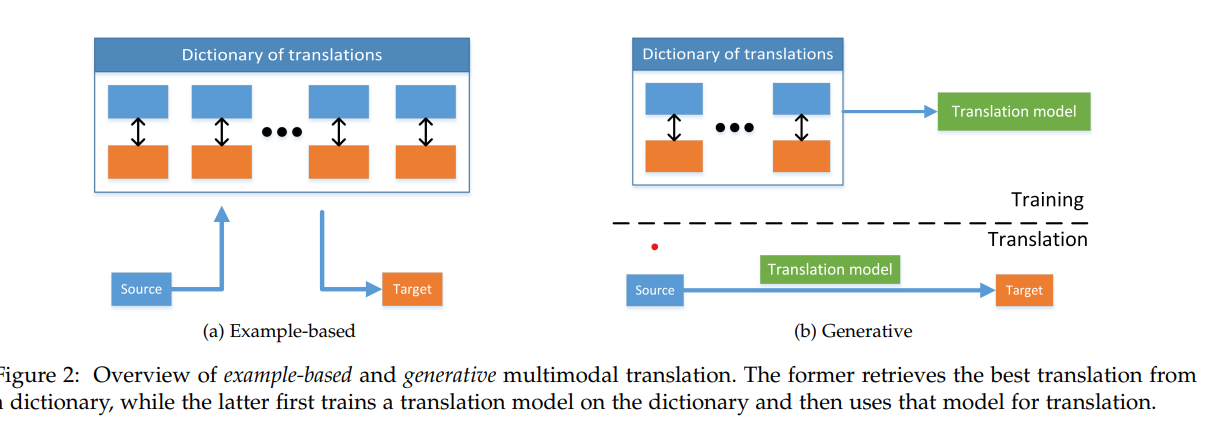 Dictionary of translations
Source
Target
(a) Example-based
Dictionary of translations
Translation model
Training
Translation
Translation model
Source
Target
(b) Generative
Figure 2: Overview of example-based and generative multimodal translation. The former retrieves the best translation from
dictionary, while the latter first trains a translation model on the dictionary and then uses that model for translation.